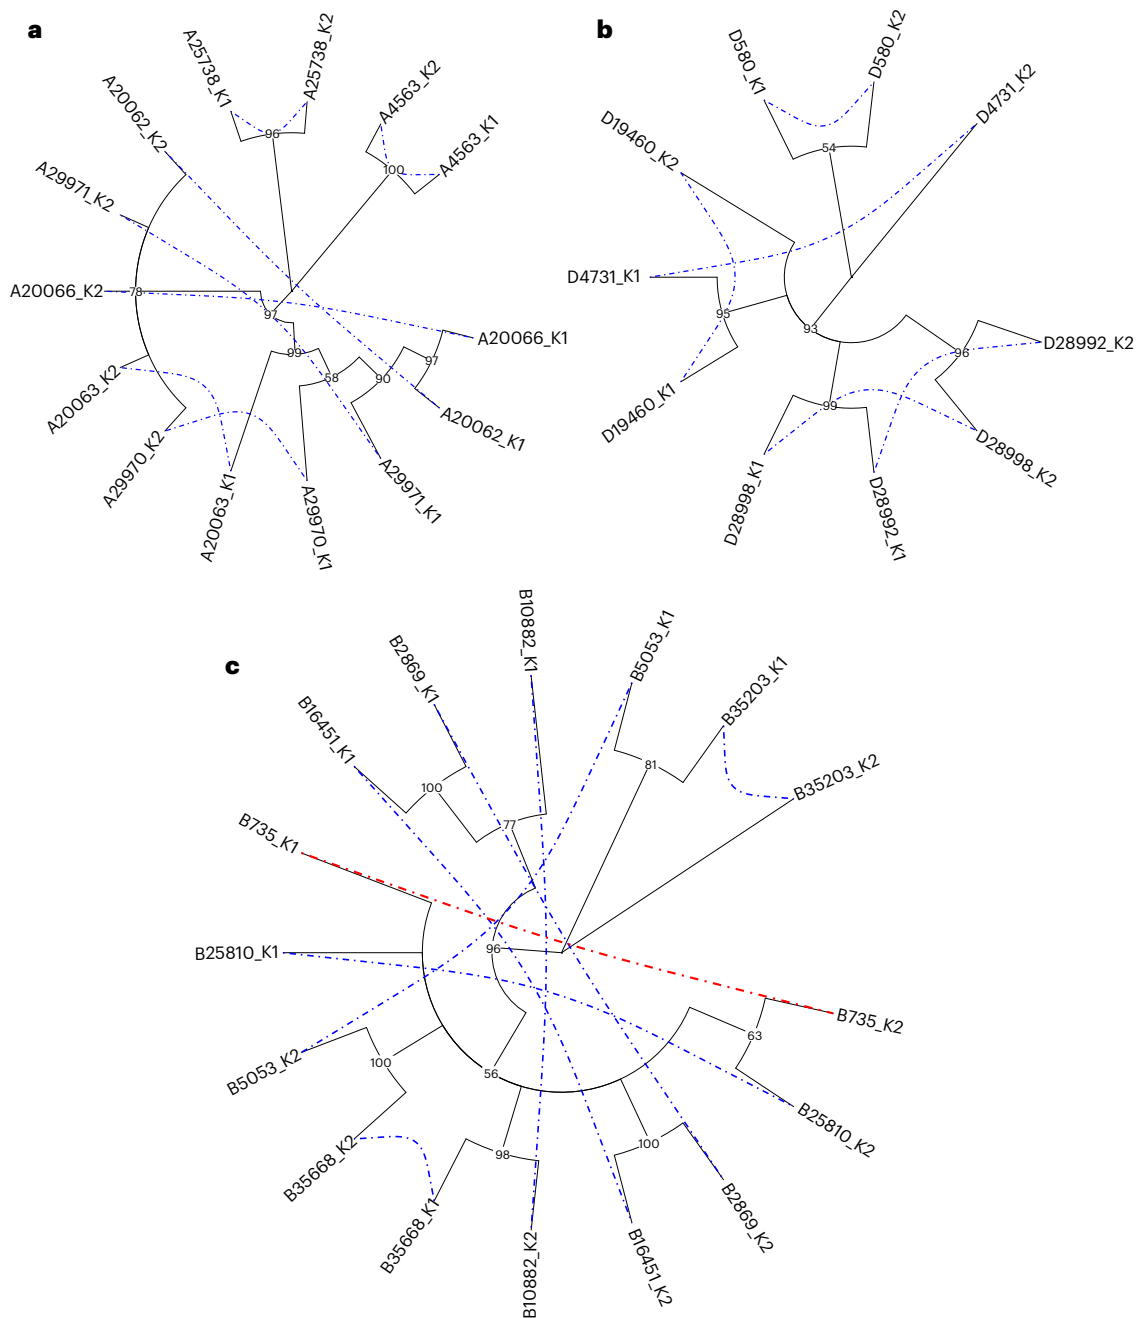 a
A25738_K1
A25738_K2
A4563_K2
A4563_K1
A20062_K2
A29971_K2
A20066_K2
A20063_K2
A29970_K2
A20063_K1
A29970_K1
A29971_K1
A20062_K1
A20066_K1
96
100
78
97
99
58
90
97
b
D580_K1
D580_K2
D4731_K2
D19460_K2
D4731_K1
D19460_K1
D28998_K1
D28992_K1
D28998_K2
D28992_K2
54
95
93
96
99
c
B10882_K1
B5053_K1
B2869_K1
B35203_K1
B16451_K1
B35203_K2
B735_K1
B25810_K1
B5053_K2
B35668_K2
B35668_K1
B10882_K2
B16451_K2
B2869_K2
B25810_K2
B735_K2
81
100
77
96
63
100
56
98
100